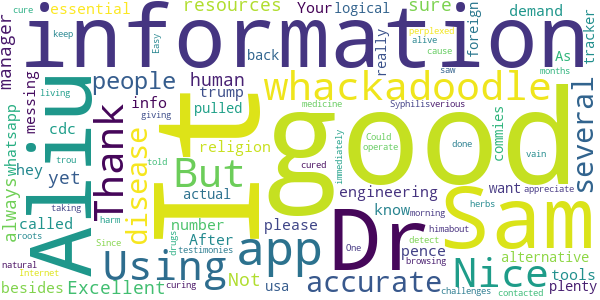 information
good
It
Dr
Sam
Aliu
app
But
Using
Nice
Thank
whackadoodle
accurate
several
disease
people
Excellent
essential
resources
Your
logical
sure
demand
foreign
tracker
manager
human
back
really
As
cure
keep
messing
info
trump
pulled
giving
cause
saw
perplexed
alive
months
Easy
living
cdc
hey
yet
trou
told
religion
medicine
cured
Syphilisverious
immediately
Could
operate
done
vain
commies
whatsapp
always
actual
engineering
want
appreciate
called
After
number
please
know
morning
himabout
herbs
roots
taking
harm
Since
drugs
testimonies
Not
pence
One
browsing
detect
alternative
besides
usa
tools
natural
Internet
curing
challenges
contacted
plenty